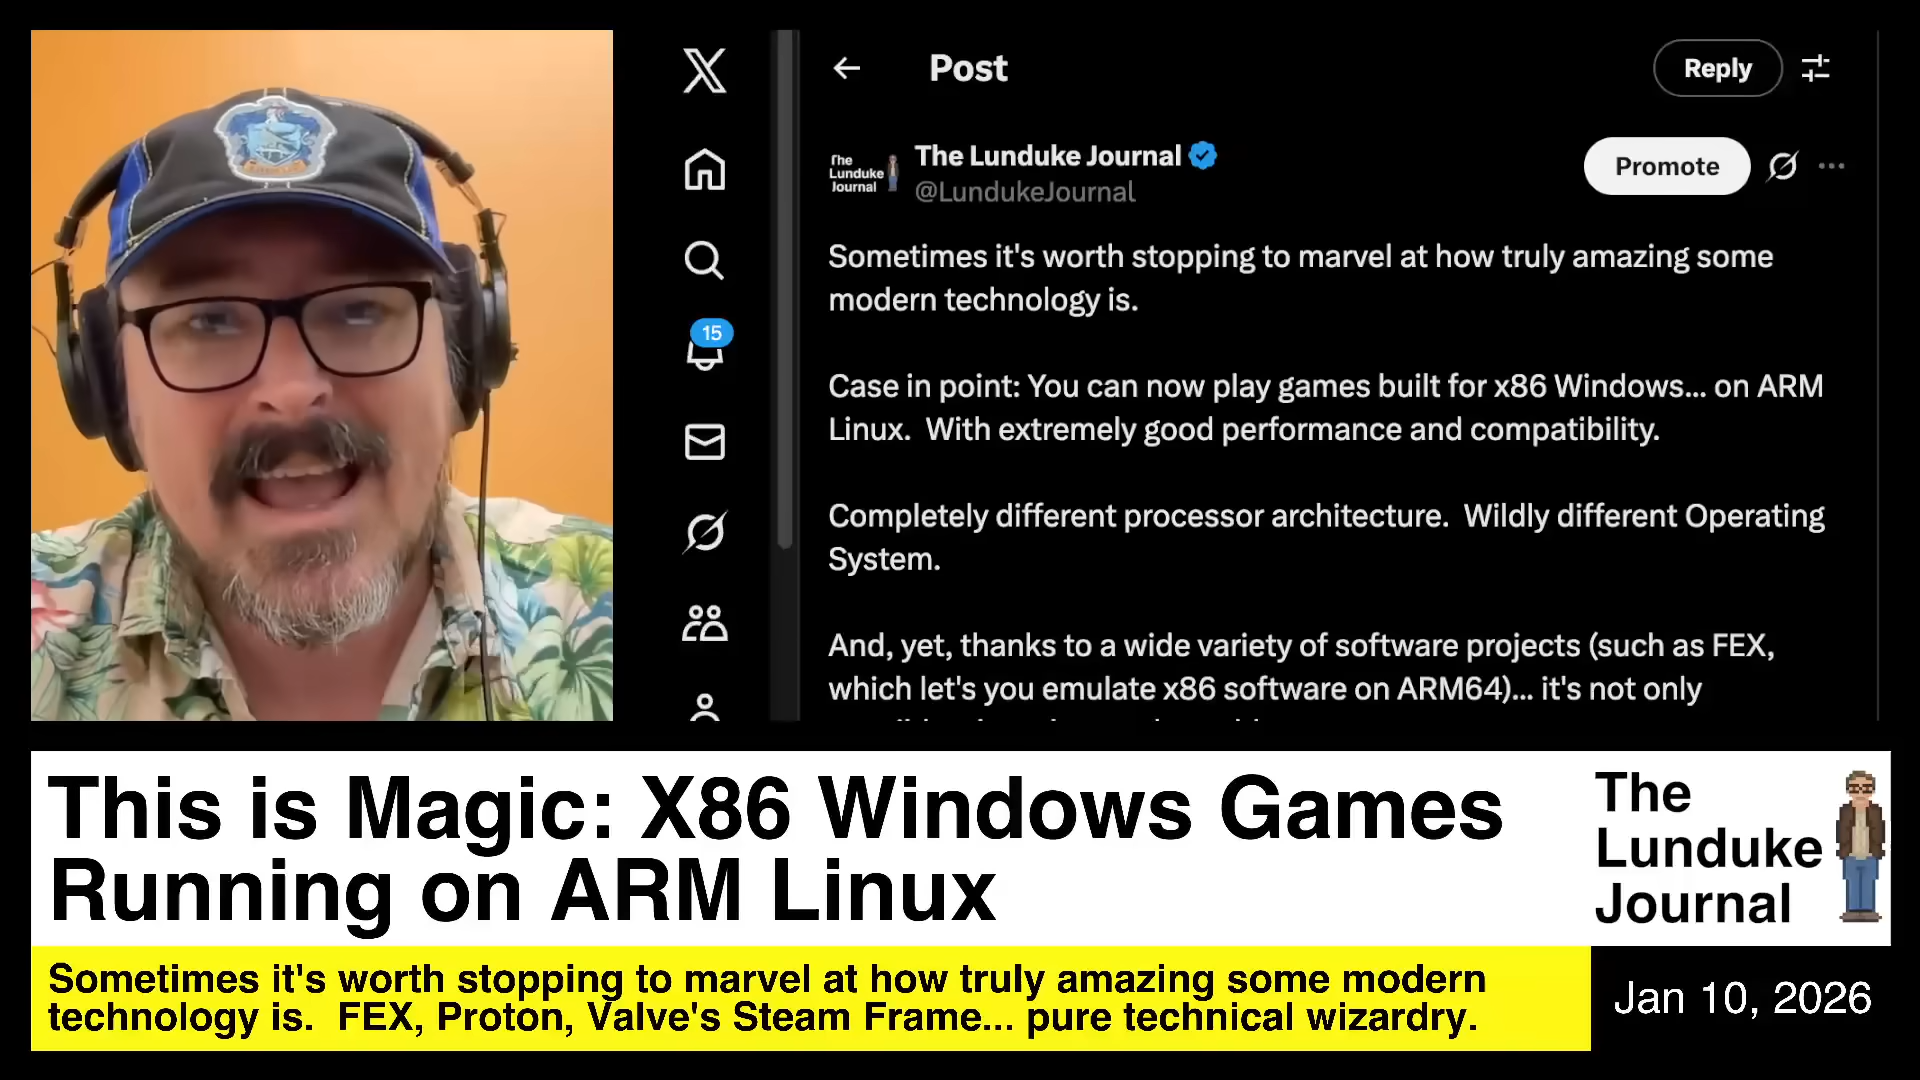 Post
Reply
The Lunduke Journal
The
Lunduke
Journal
@LundukeJournal
Promote
Sometimes it's worth stopping to marvel at how truly amazing some
modern technology is.
15
Case in point: You can now play games built for x86 Windows... on ARM
Linux.  With extremely good performance and compatibility.
Completely different processor architecture.  Wildly different Operating
System.
And, yet, thanks to a wide variety of software projects (such as FEX,
which let's you emulate x86 software on ARM64)... it's not only
This is Magic: X86 Windows Games
Running on ARM Linux
The
Lunduke
Journal
Sometimes it's worth stopping to marvel at how truly amazing some modern
technology is.  FEX, Proton, Valve's Steam Frame... pure technical wizardry.
Jan 10, 2026